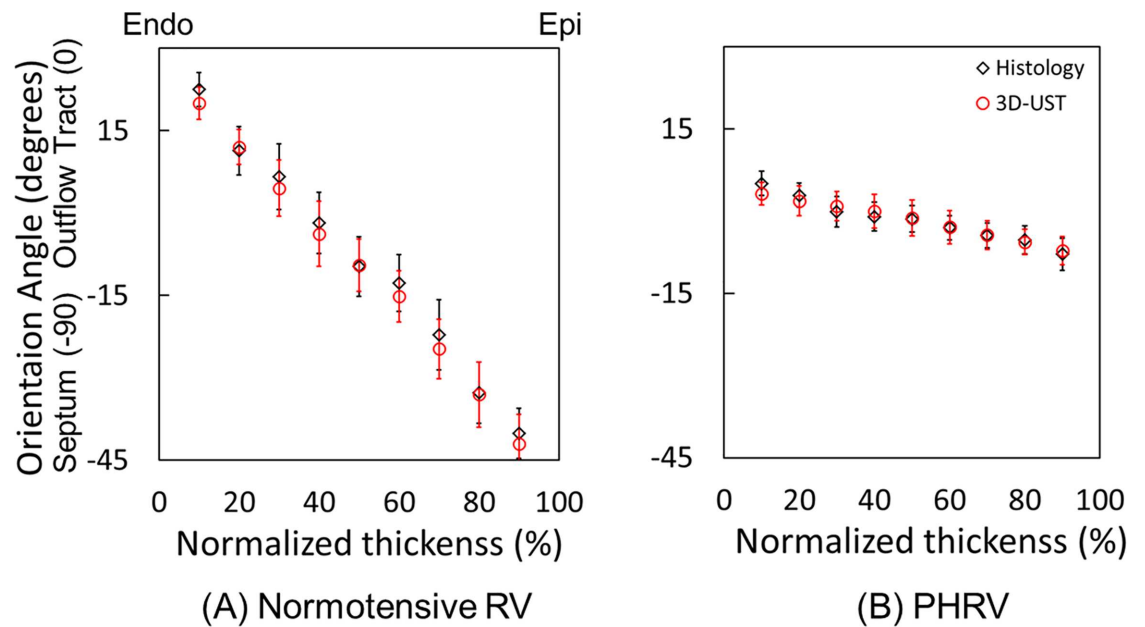 Endo Epi
Orientaion Angle (degrees)
Septum (-90) Outflow Tract (0)
15
-15
-45
0 20 40 60 80 100
Normalized thickenss (%)
(A) Normotensive RV
Histology
3D-UST
15
-15
-45
0 20 40 60 80 100
Normalized thickenss (%)
(B) PHRV